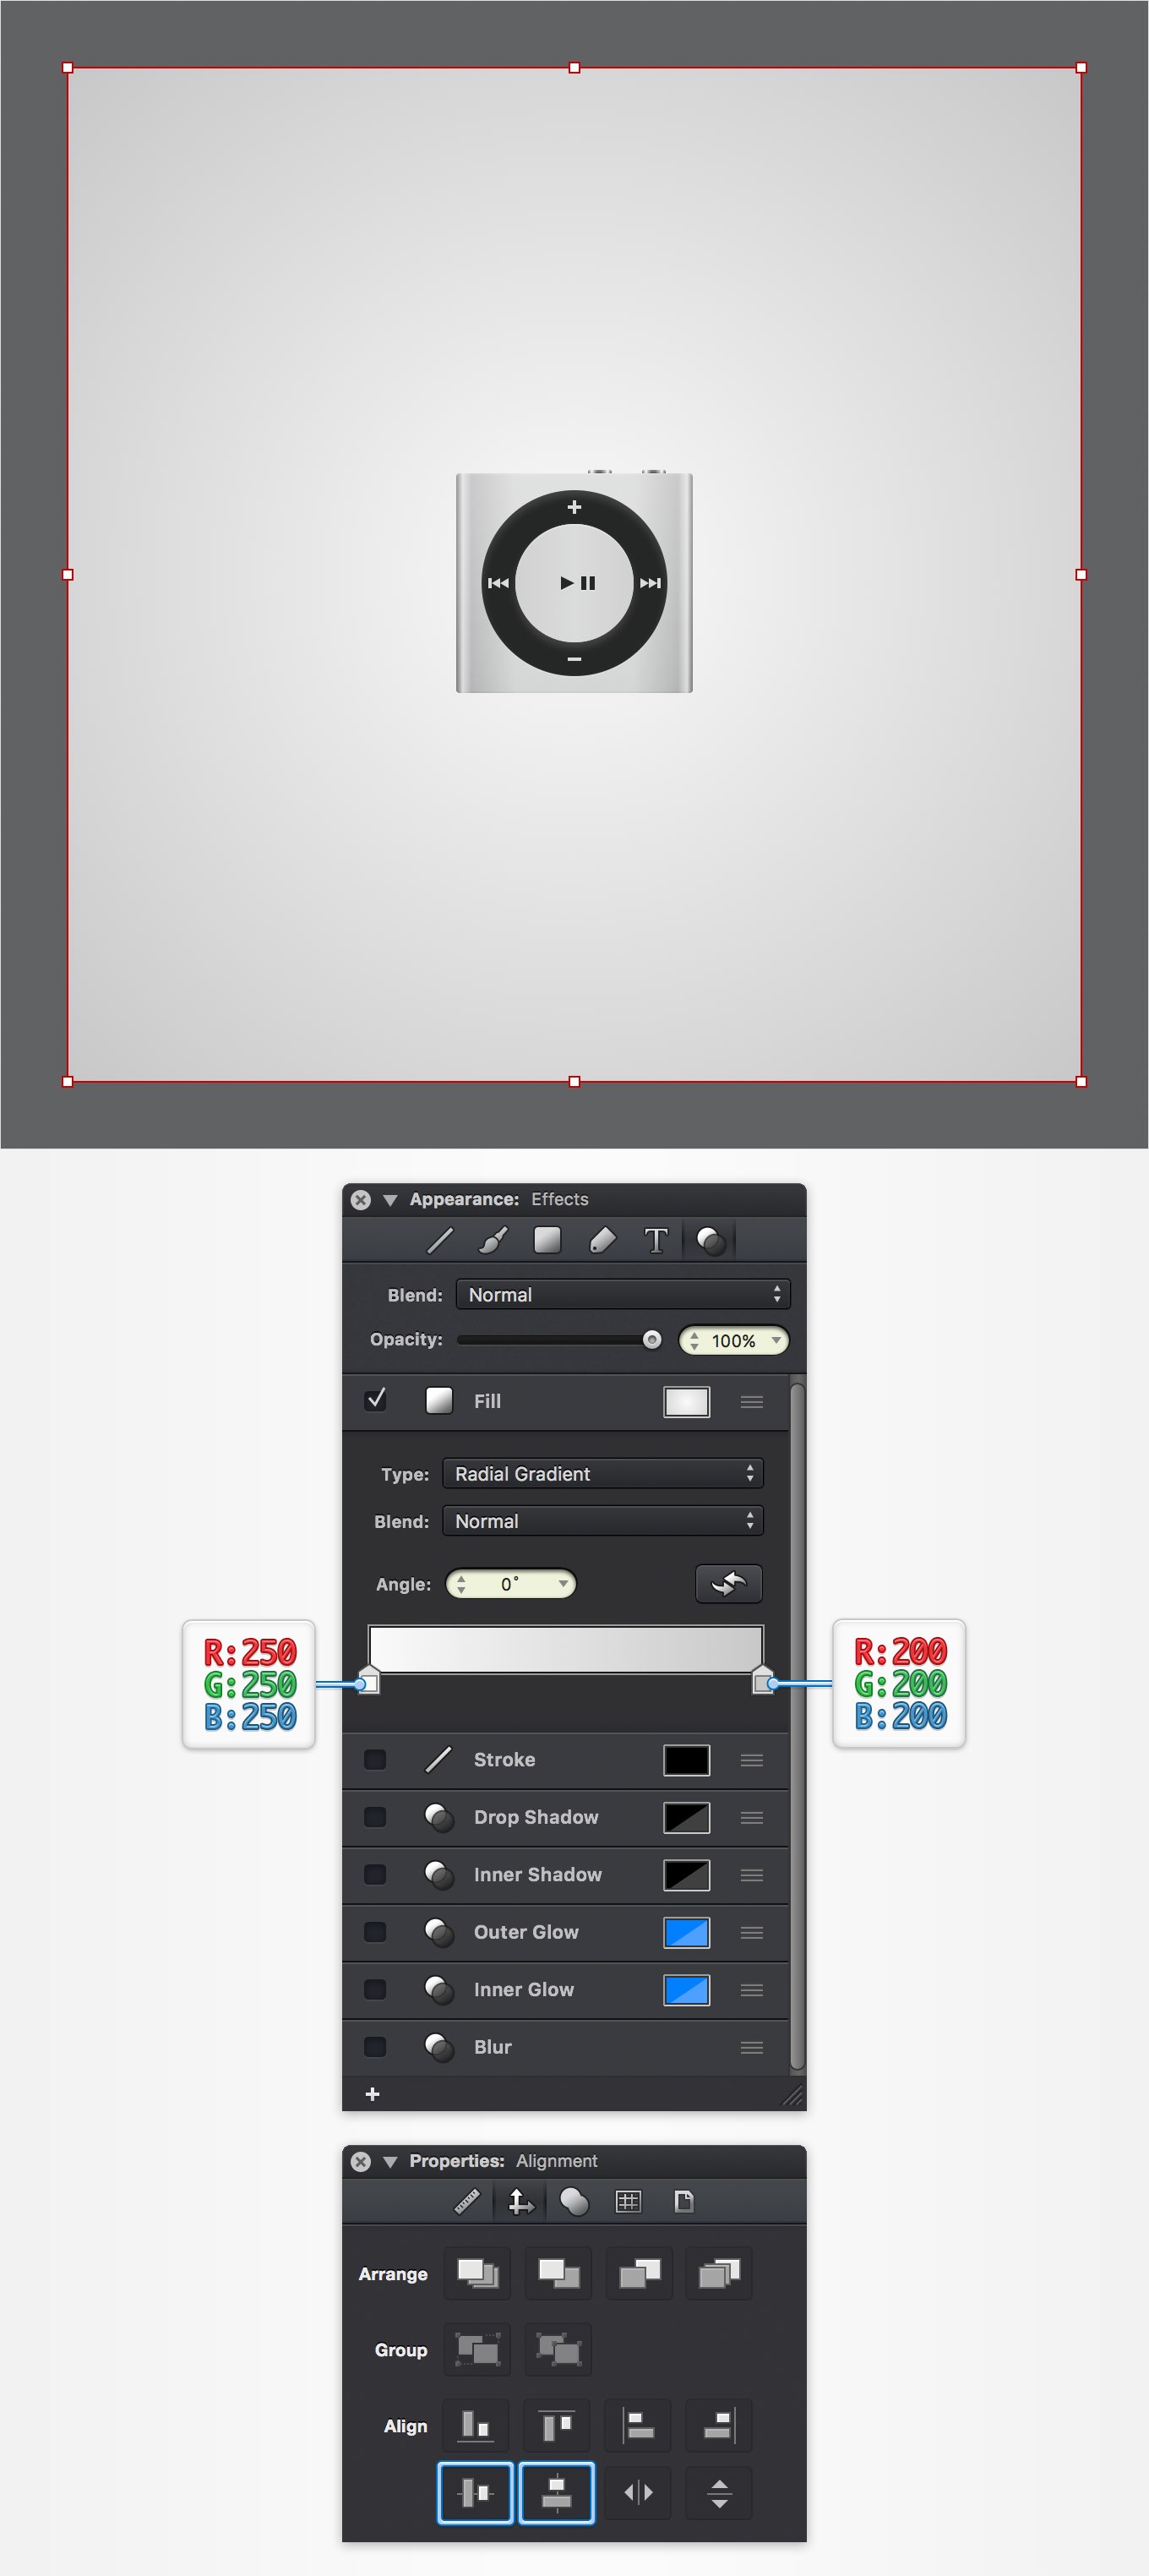 Appearance: Effects
Blend: Normal
Opacity: 100%
Fill
Type: Radial Gradient
Blend: Normal
Angle: 0°
R:250
G:250
B:250
R:200
G:200
B:200
Stroke
Drop Shadow
Inner Shadow
Outer Glow
Inner Glow
Blur
Properties: Alignment
Arrange
Group
Align